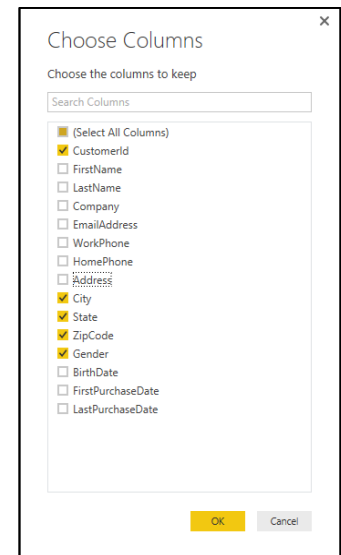 Choose Columns
Choose the columns to keep
Search Columns
(Select All Columns)
CustomerId
FirstName
LastName
Company
EmailAddress
WorkPhone
HomePhone
Address
City
State
ZipCode
Gender
BirthDate
FirstPurchaseDate
LastPurchaseDate
OK Cancel